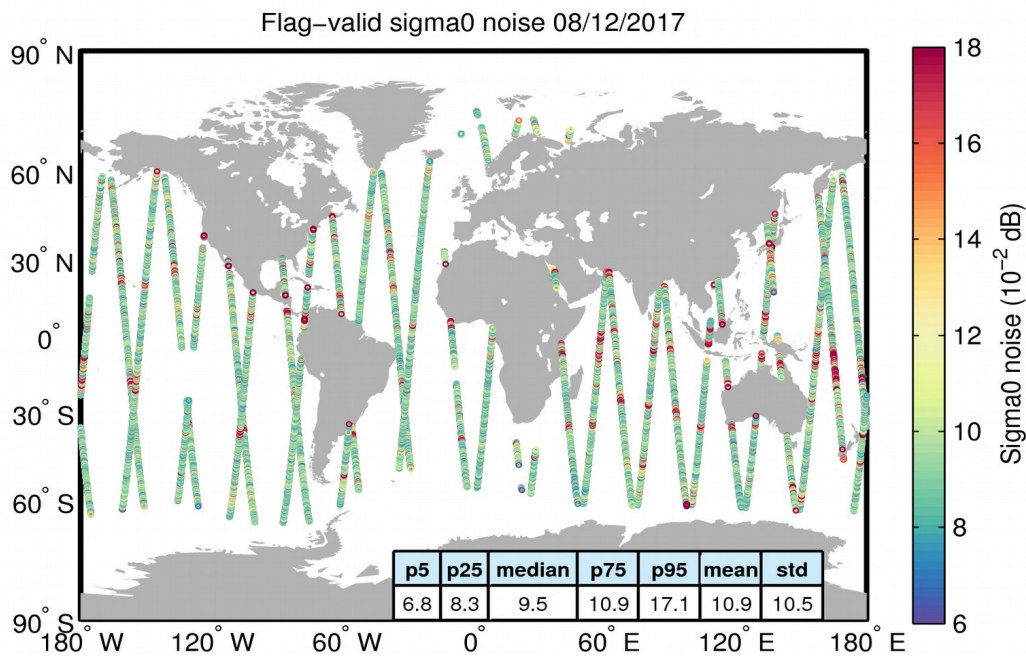 Flag−valid sigma0 noise 08/12/2017
90° N
60° N
30° N
0°
30° S
60° S
90° S
180° W
120° W
60° W
0°
60° E
120° E
180° E
p5 p25 median p75 p95 mean std
6.8 8.3 9.5 10.9 17.1 10.9 10.5
18
16
14
12
10
8
6
Sigma0 noise (10⁻² dB)